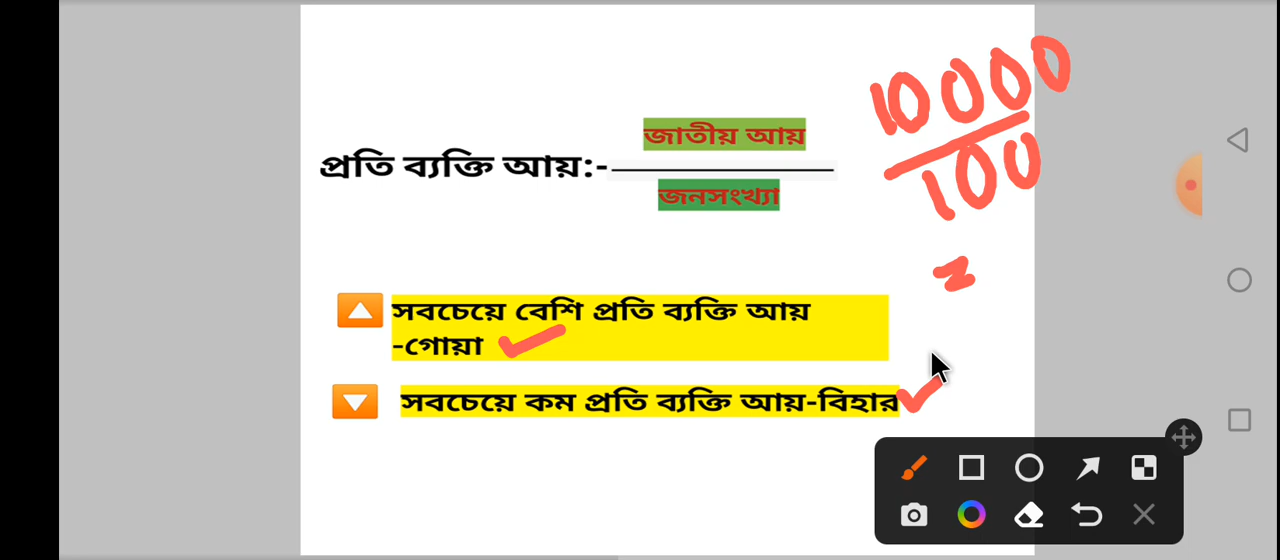 জাতীয় আয়
প্রতি ব্যক্তি আয়:-
জনসংখ্যা
10000
100
=
সবচেয়ে বেশি প্রতি ব্যক্তি আয়
-গোয়া
সবচেয়ে কম প্রতি ব্যক্তি আয়-বিহার